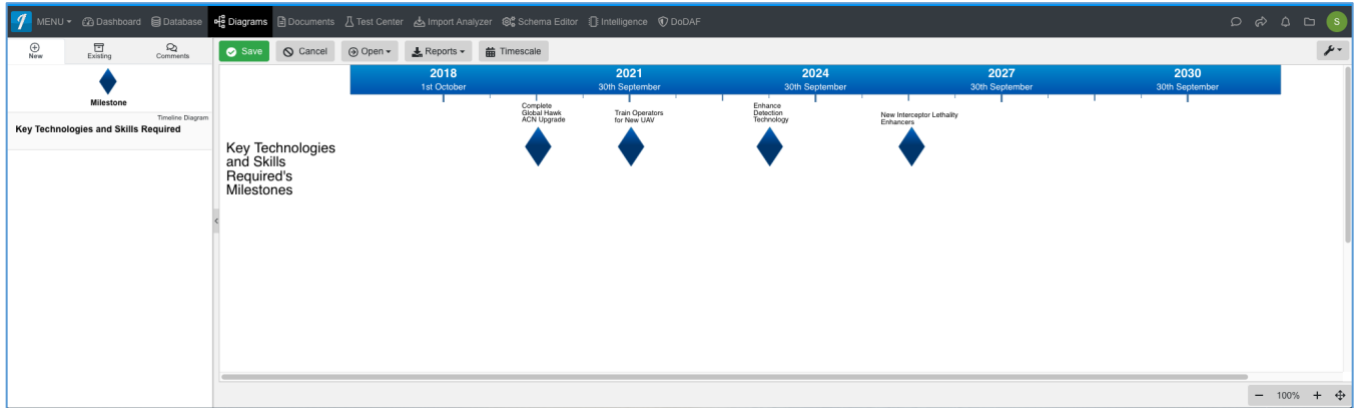 MENU Dashboard Database Diagrams Documents Test Center Import Analyzer Schema Editor Intelligence DoDAF S
New Existing Comments
Save Cancel Open Reports Timescale
Milestone
Timeline Diagram
Key Technologies and Skills Required
2018 2021 2024 2027 2030
1st October 30th September 30th September 30th September 30th September
Complete
Global Hawk
ACN Upgrade
Train Operators
for New UAV
Enhance
Detection
Technology
New Interceptor Lethality
Enhancers
Key Technologies
and Skills
Required's
Milestones
100%